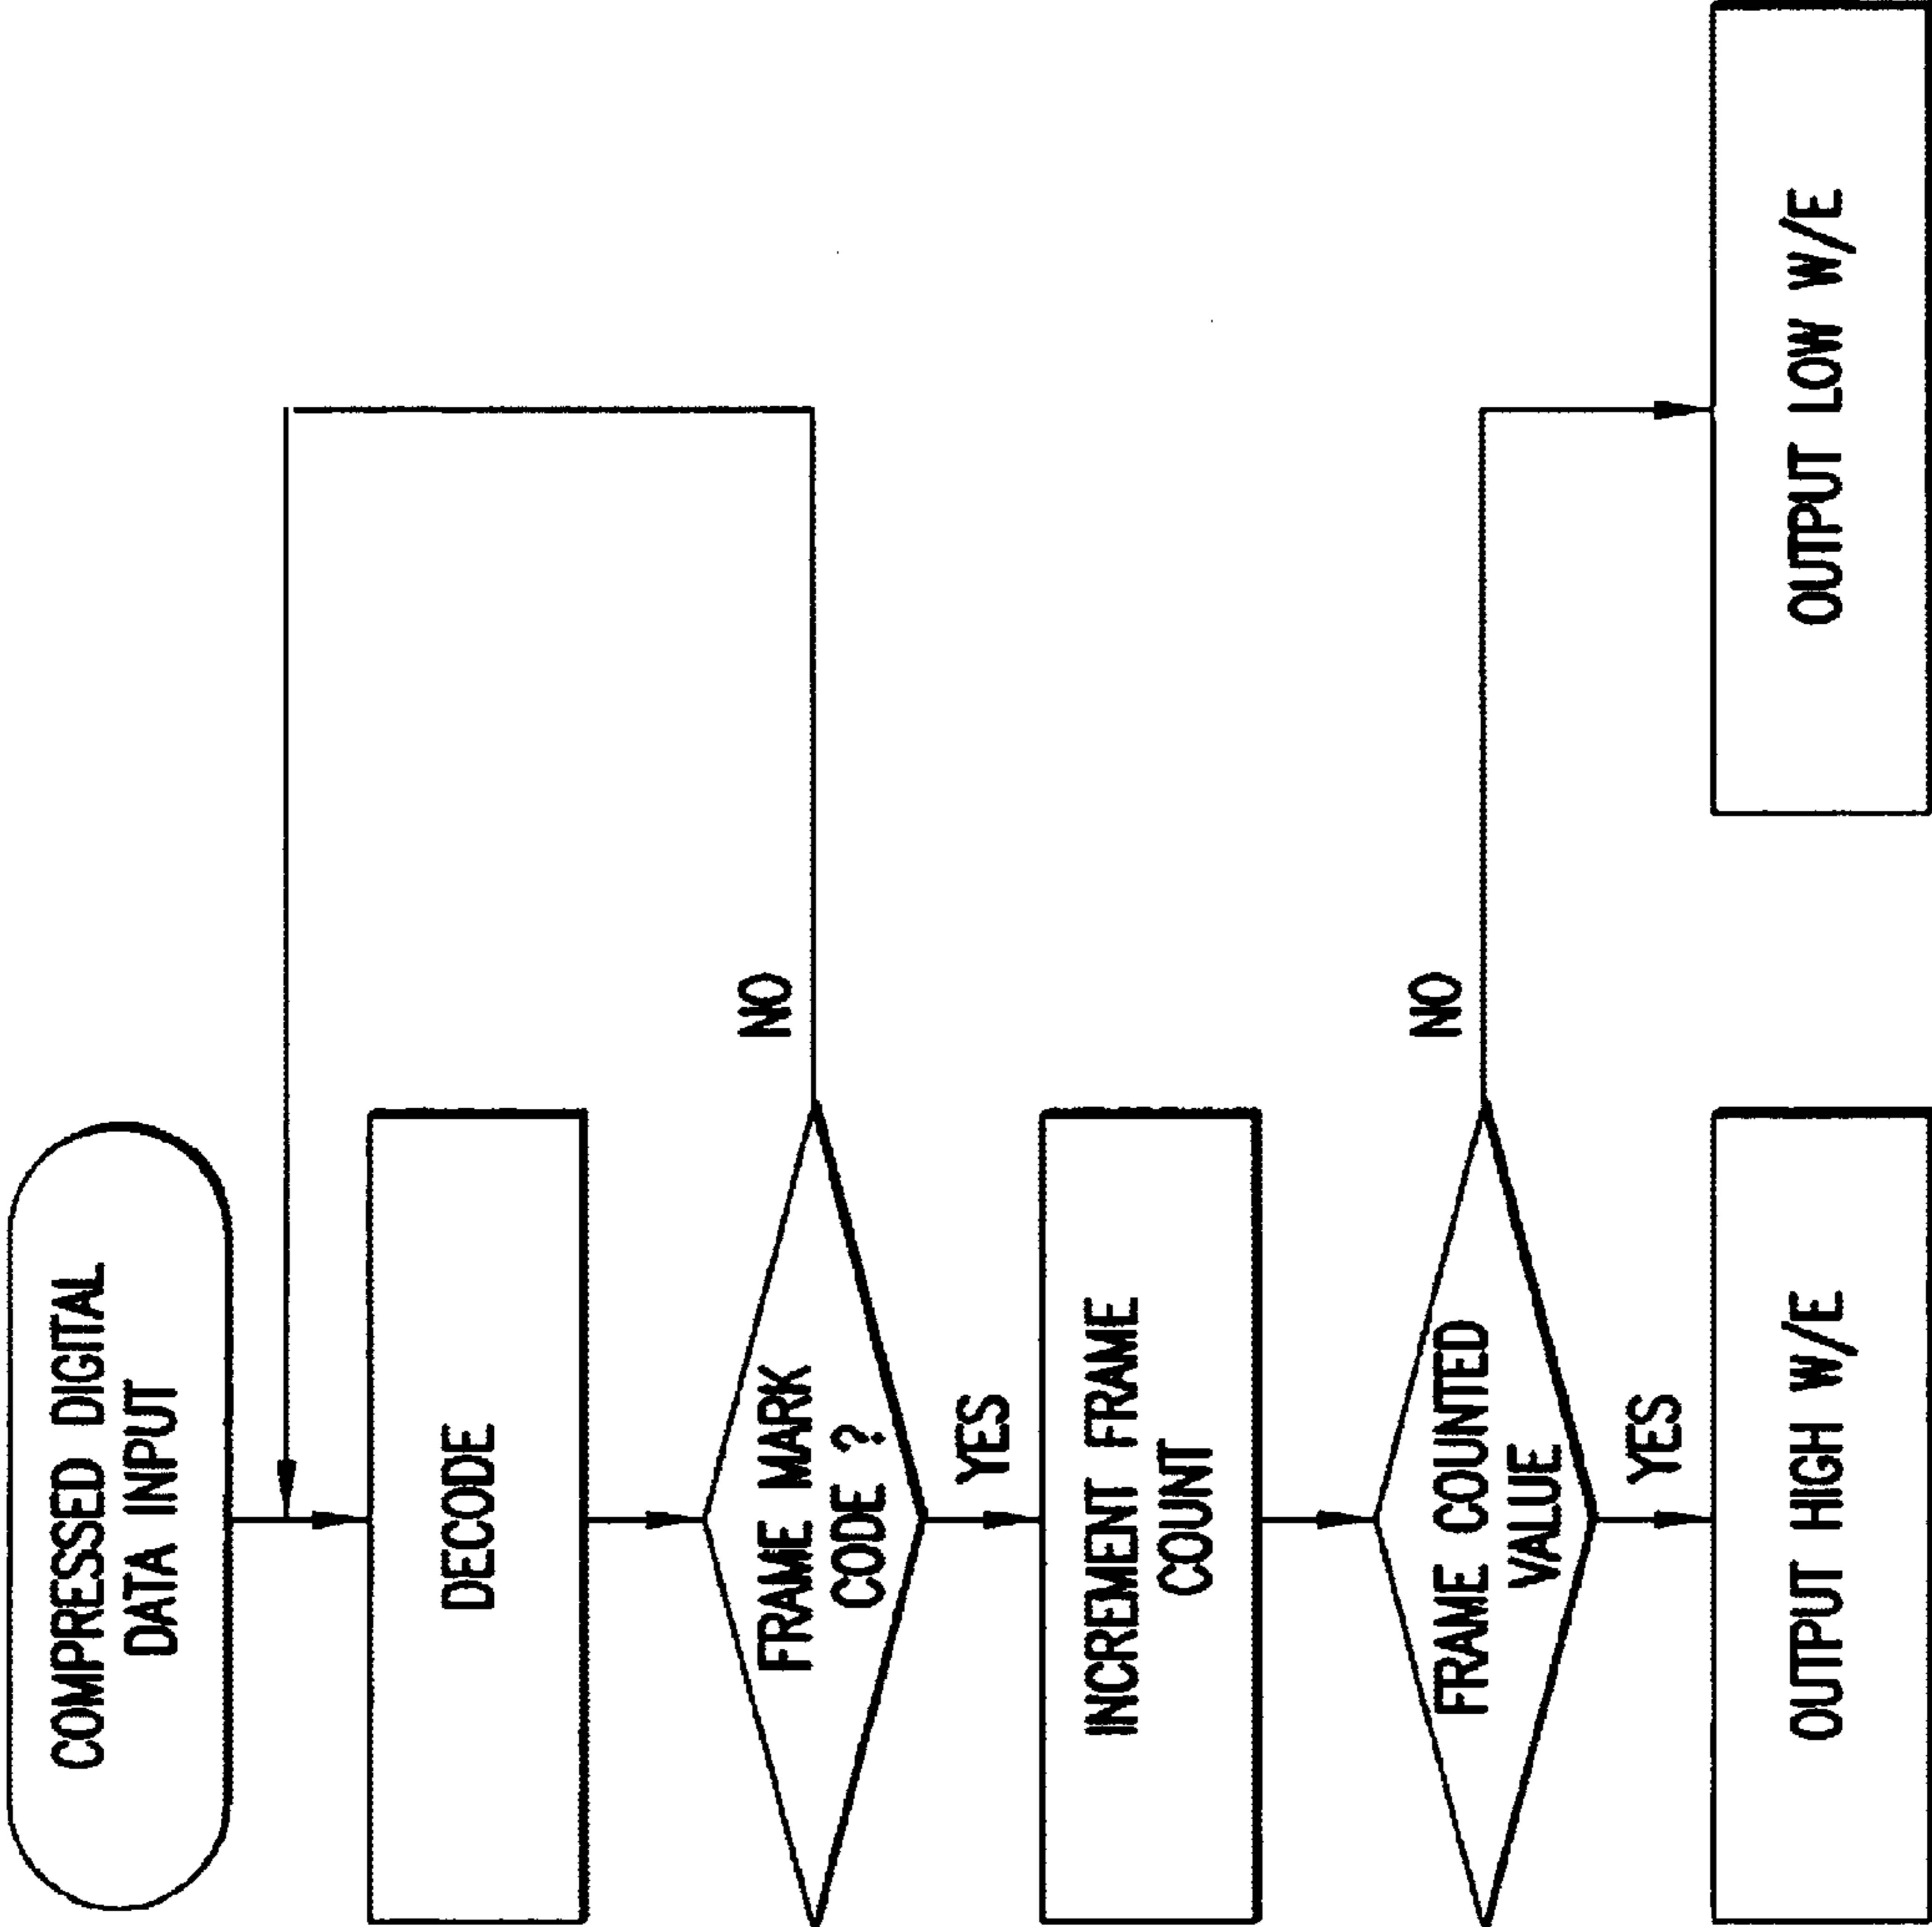 COMPRESSED DIGITAL
DATA INPUT
DECODE
FRAME MARK
CODE ?
NO
YES
INCREMENT FRAME
COUNT
FRAME COUNTED
VALUE
NO
YES
OUTPUT HIGH W/E
OUTPUT LOW W/E